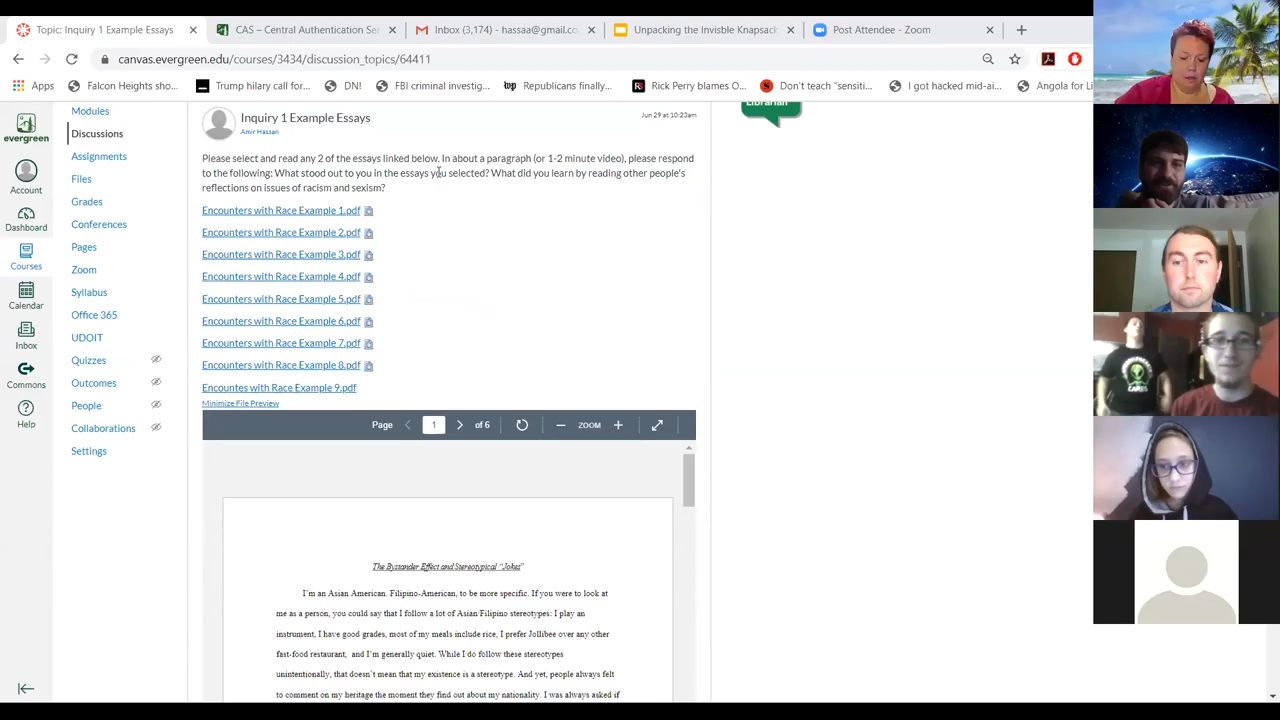 Topic: Inquiry 1 Example Essays
CAS – Central Authentication Ser
Inbox (3,174) - hassaa@gmail.co
Unpacking the Invisble Knapsack
Post Attendee - Zoom
canvas.evergreen.edu/courses/3434/discussion_topics/64411
Apps
Falcon Heights sho...
Trump hilary call for...
DN!
FBI criminal investig...
Republicans finally...
Rick Perry blames O...
Don't teach "sensiti...
I got hacked mid-ai...
Angola for Li
evergreen
Account
Dashboard
Courses
Calendar
Inbox
Commons
Help
Modules
Discussions
Assignments
Files
Grades
Conferences
Pages
Zoom
Syllabus
Office 365
UDOIT
Quizzes
Outcomes
People
Collaborations
Settings
Inquiry 1 Example Essays
Amir Hassan
Jun 29 at 10:23am
Librarian
Please select and read any 2 of the essays linked below. In about a paragraph (or 1-2 minute video), please respond
to the following: What stood out to you in the essays you selected? What did you learn by reading other people's
reflections on issues of racism and sexism?
Encounters with Race Example 1.pdf
Encounters with Race Example 2.pdf
Encounters with Race Example 3.pdf
Encounters with Race Example 4.pdf
Encounters with Race Example 5.pdf
Encounters with Race Example 6.pdf
Encounters with Race Example 7.pdf
Encounters with Race Example 8.pdf
Encountes with Race Example 9.pdf
Minimize File Preview
Page 1 of 6 ZOOM
The Bystander Effect and Stereotypical "Jokes"
I'm an Asian American. Filipino-American, to be more specific. If you were to look at
me as a person, you could say that I follow a lot of Asian/Filipino stereotypes: I play an
instrument, I have good grades, most of my meals include rice, I prefer Jollibee over any other
fast-food restaurant, and I'm generally quiet. While I do follow these stereotypes
unintentionally, that doesn't mean that my existence is a stereotype. And yet, people always felt
to comment on my heritage the moment they find out about my nationality. I was always asked if